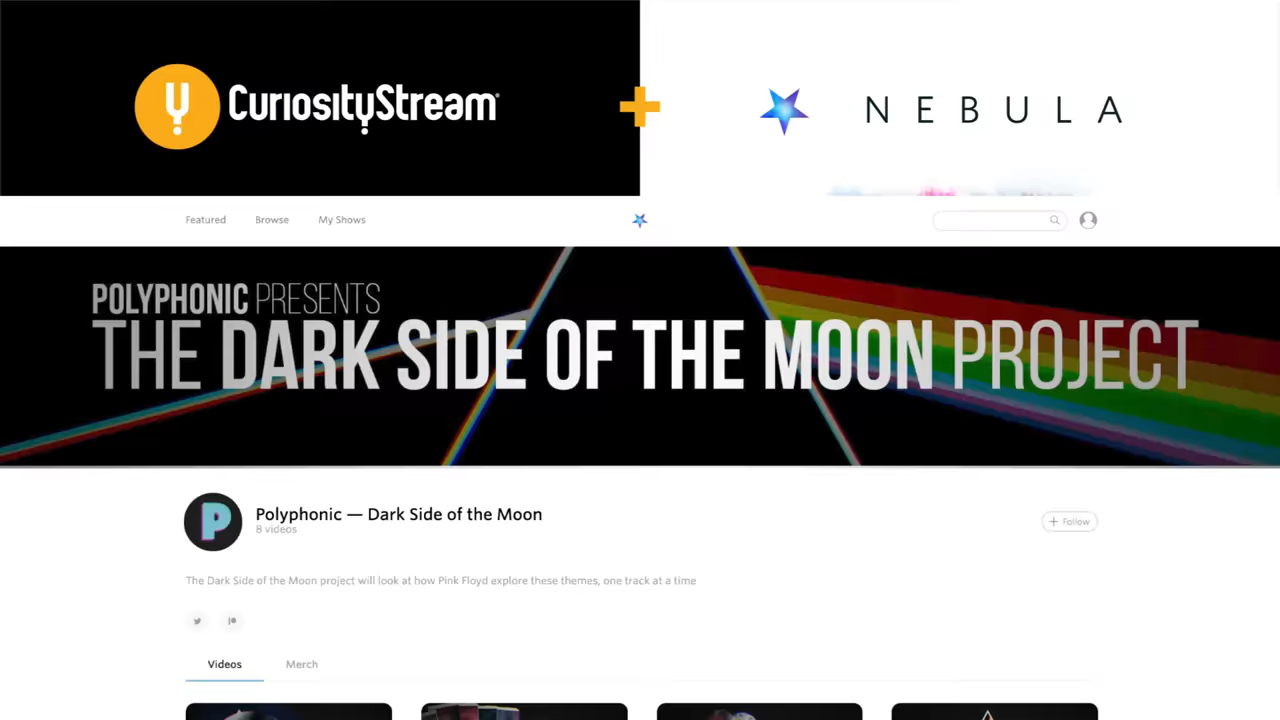 CuriosityStream
NEBULA
Featured Browse My Shows
POLYPHONIC PRESENTS
THE DARK SIDE OF THE MOON PROJECT
Polyphonic — Dark Side of the Moon
8 videos
+ Follow
The Dark Side of the Moon project will look at how Pink Floyd explore these themes, one track at a time
Videos Merch